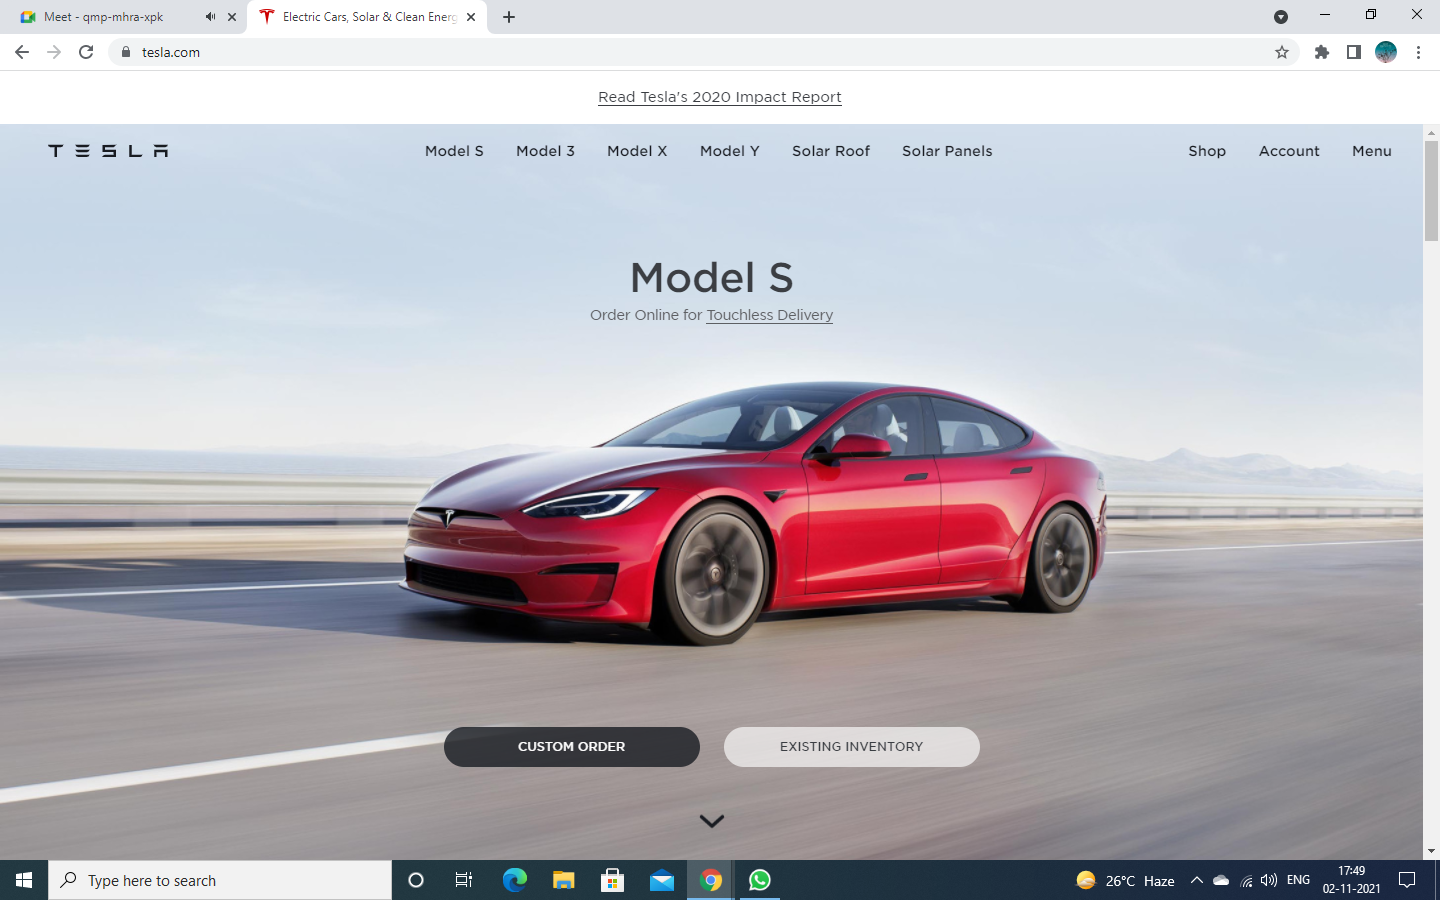 Meet - qmp-mhra-xpk
Electric Cars, Solar & Clean Energ
tesla.com
Read Tesla's 2020 Impact Report
TESLA
Model S Model 3 Model X Model Y Solar Roof Solar Panels
Shop Account Menu
Model S
Order Online for Touchless Delivery
CUSTOM ORDER
EXISTING INVENTORY
Type here to search
26°C Haze
ENG
17:49
02-11-2021